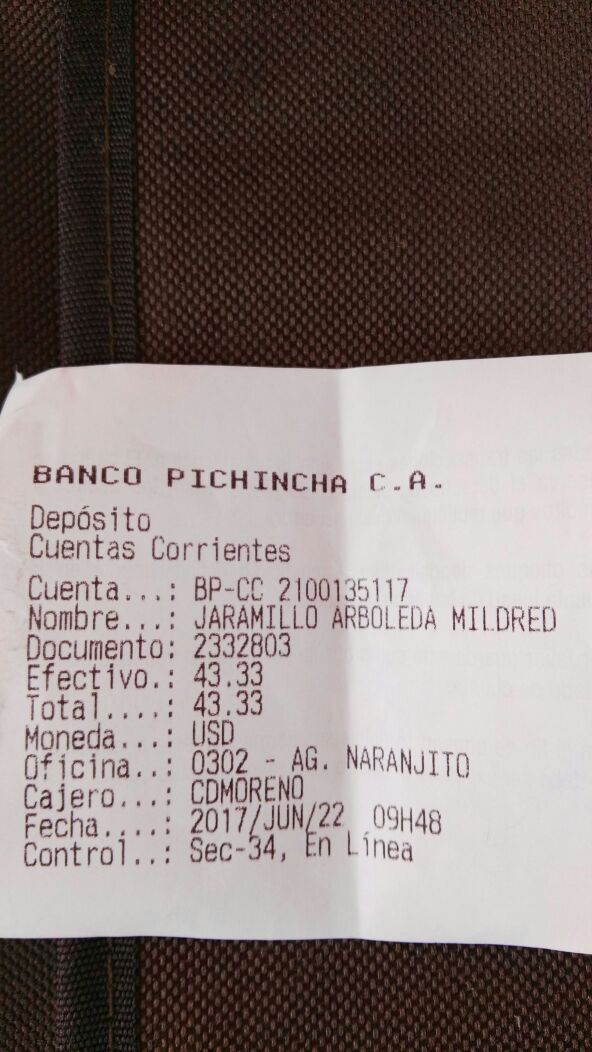 BANCO PICHINCHA C.A.
Depósito
Cuentas Corrientes
Cuenta...: BP-CC 2100135117
Nombre...: JARAMILLO ARBOLEDA MILDRED
Documento: 2332803
Efectivo.: 43.33
Total....: 43.33
Moneda...: USD
Oficina..: 0302 - AG. NARANJITO
Cajero...: CDMORENO
Fecha....: 2017/JUN/22 09H48
Control..: Sec-34, En Línea